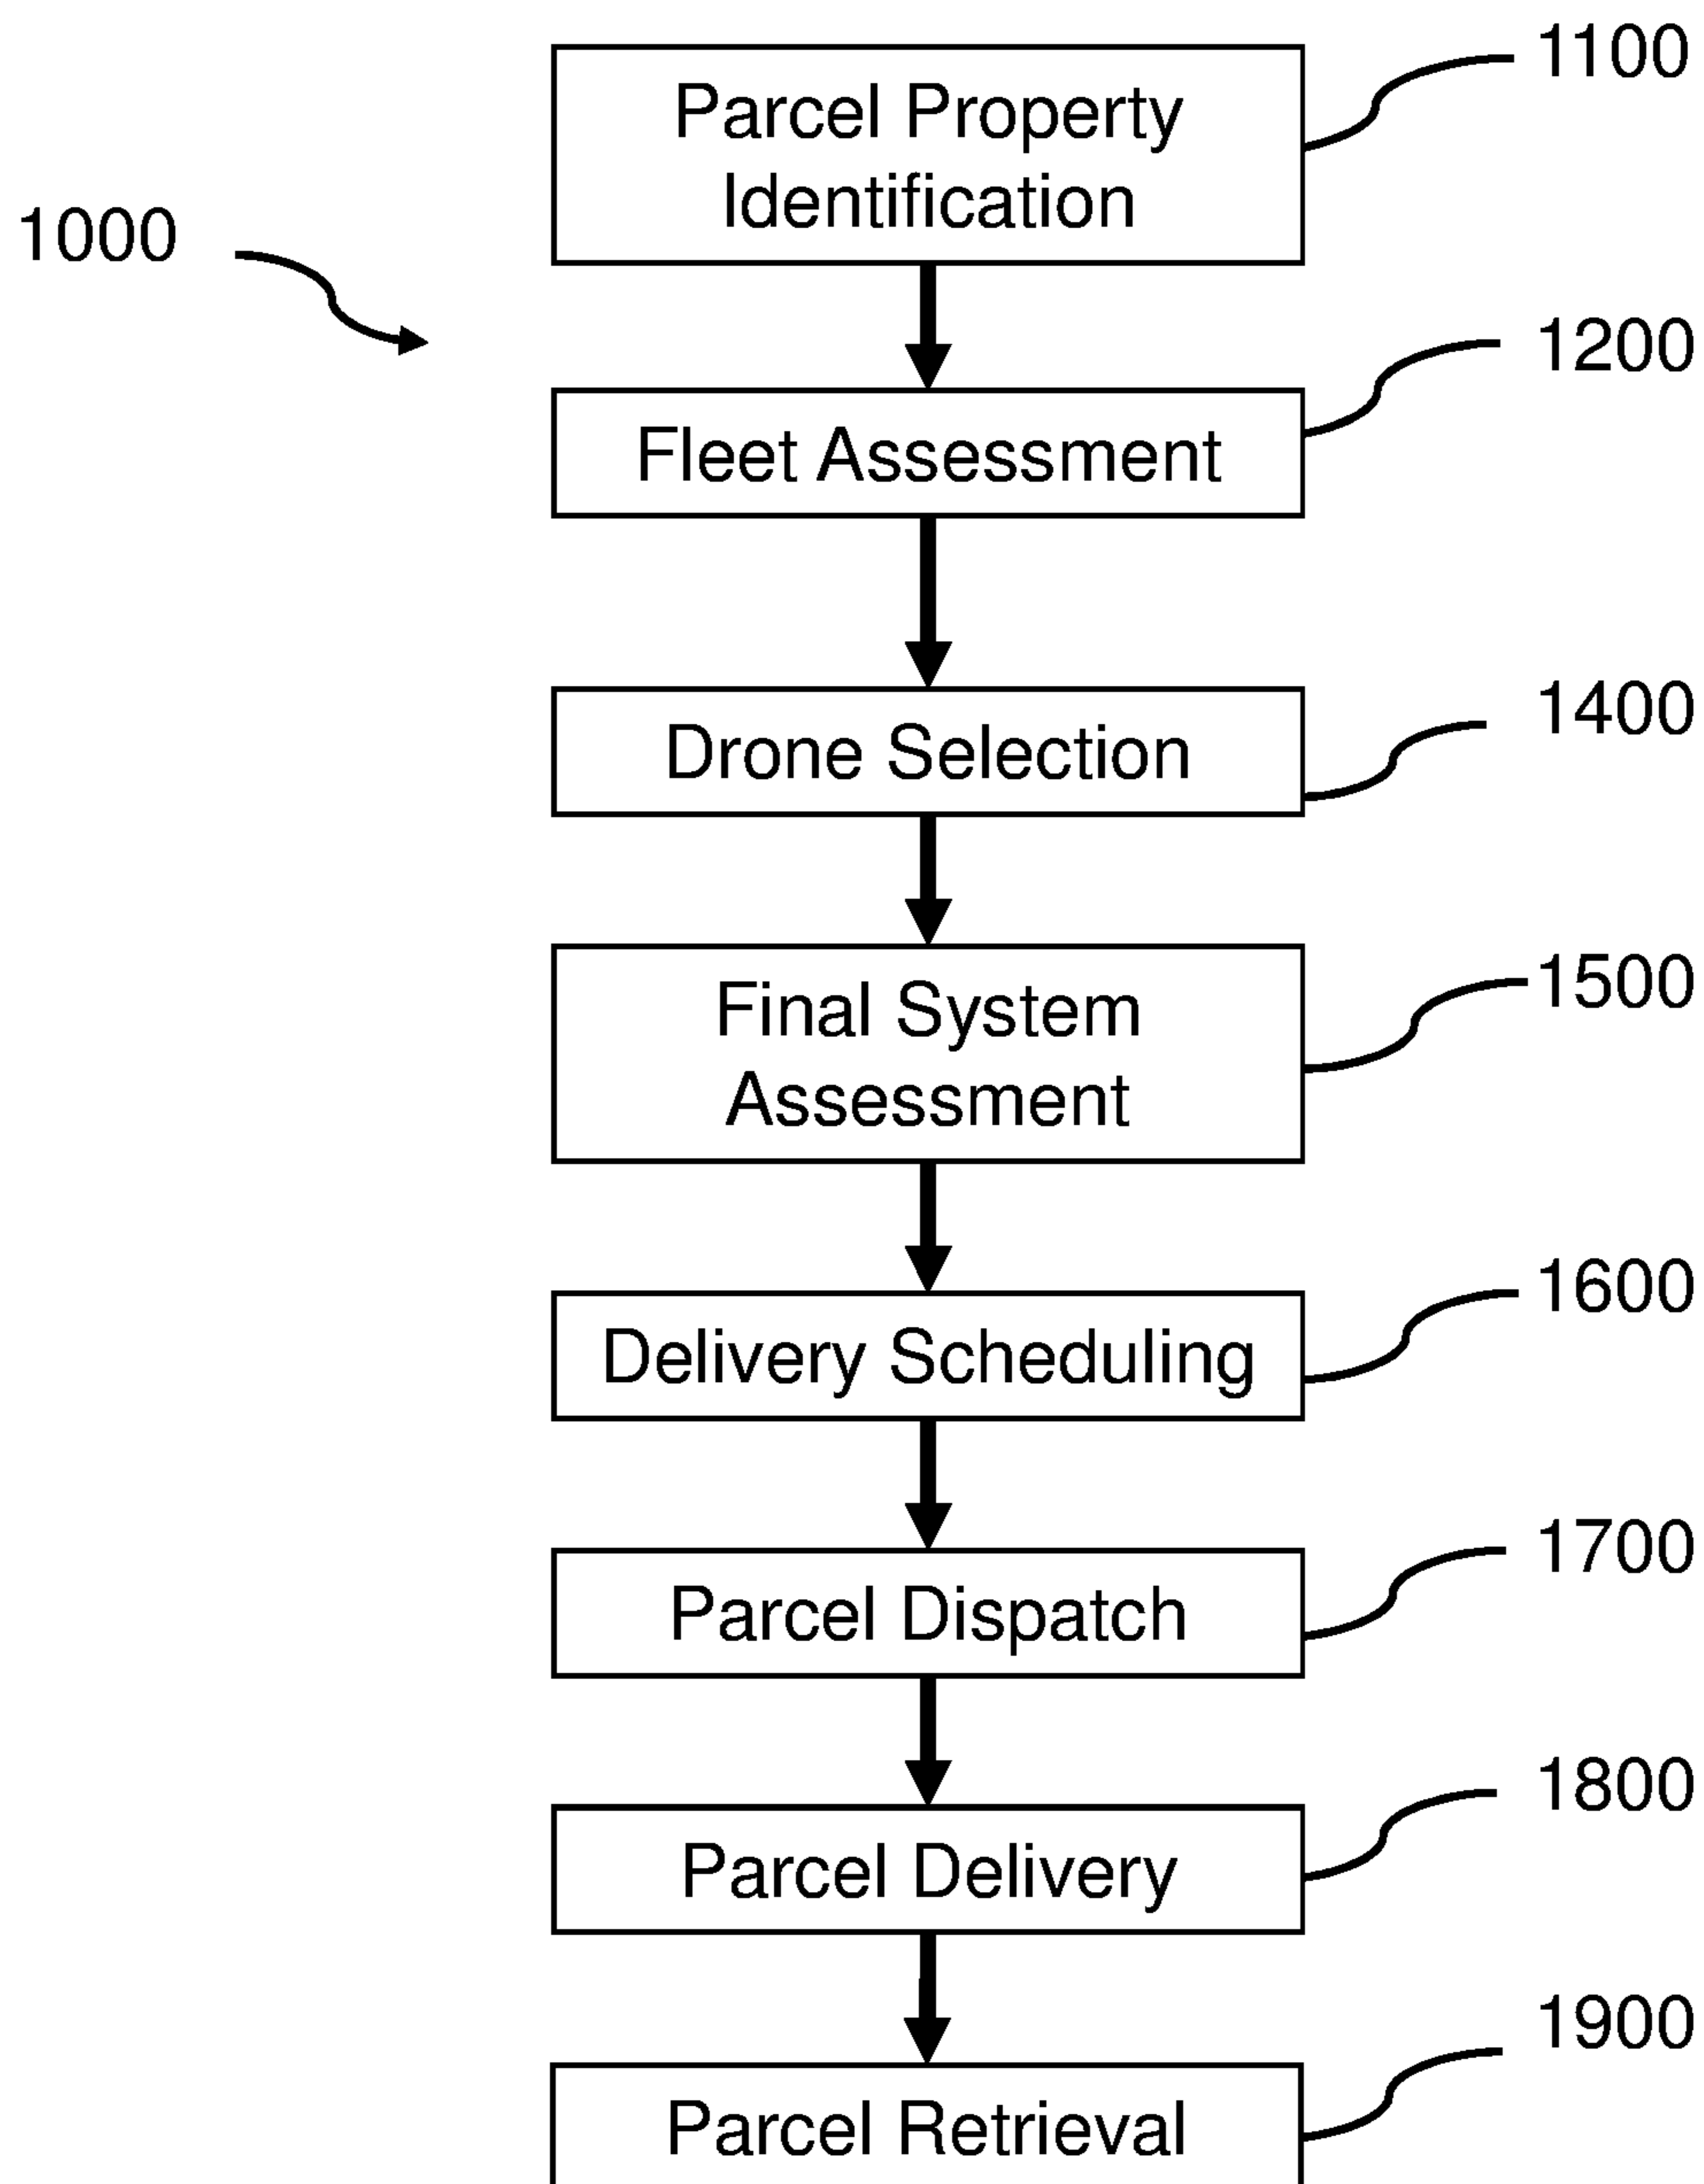 1100
Parcel Property
Identification
1000
1200
Fleet Assessment
1400
Drone Selection
1500
Final System
Assessment
1600
Delivery Scheduling
1700
Parcel Dispatch
1800
Parcel Delivery
1900
Parcel Retrieval